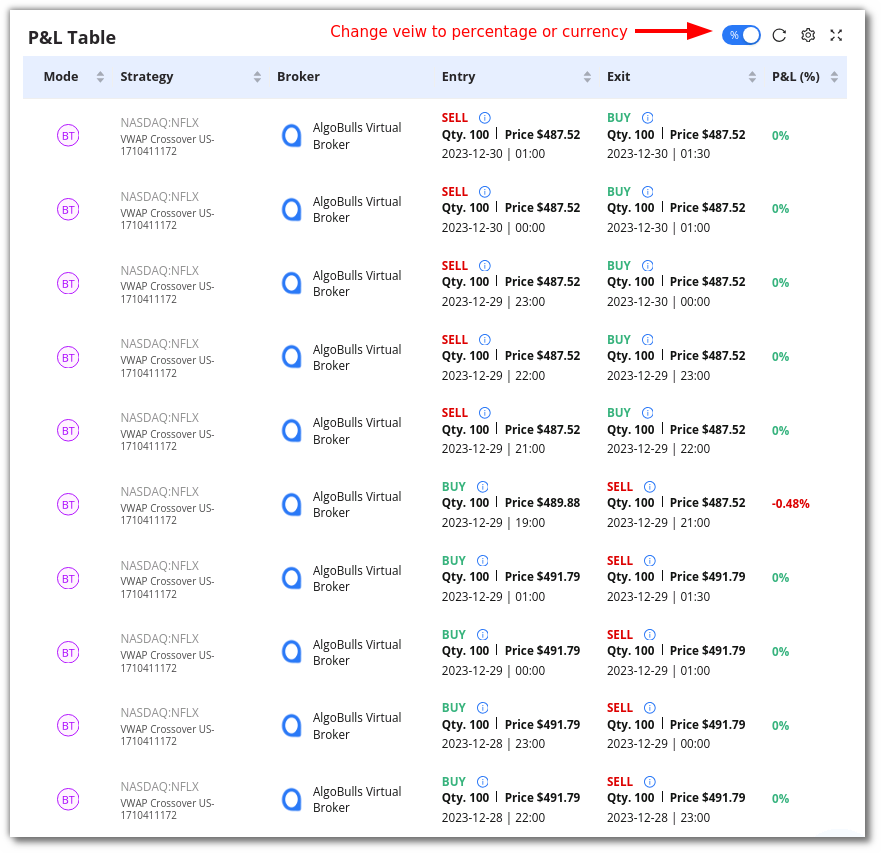 Change veiw to percentage or currency
P&L Table
%
Mode Strategy Broker Entry Exit P&L (%)
BT
NASDAQ:NFLX
VWAP Crossover US-
1710411172
AlgoBulls Virtual
Broker
SELL
Qty. 100 | Price $487.52
2023-12-30 | 01:00
BUY
Qty. 100 | Price $487.52
2023-12-30 | 01:30
0%
BT
NASDAQ:NFLX
VWAP Crossover US-
1710411172
AlgoBulls Virtual
Broker
SELL
Qty. 100 | Price $487.52
2023-12-30 | 00:00
BUY
Qty. 100 | Price $487.52
2023-12-30 | 01:00
0%
BT
NASDAQ:NFLX
VWAP Crossover US-
1710411172
AlgoBulls Virtual
Broker
SELL
Qty. 100 | Price $487.52
2023-12-29 | 23:00
BUY
Qty. 100 | Price $487.52
2023-12-30 | 00:00
0%
BT
NASDAQ:NFLX
VWAP Crossover US-
1710411172
AlgoBulls Virtual
Broker
SELL
Qty. 100 | Price $487.52
2023-12-29 | 22:00
BUY
Qty. 100 | Price $487.52
2023-12-29 | 23:00
0%
BT
NASDAQ:NFLX
VWAP Crossover US-
1710411172
AlgoBulls Virtual
Broker
SELL
Qty. 100 | Price $487.52
2023-12-29 | 21:00
BUY
Qty. 100 | Price $487.52
2023-12-29 | 22:00
0%
BT
NASDAQ:NFLX
VWAP Crossover US-
1710411172
AlgoBulls Virtual
Broker
BUY
Qty. 100 | Price $489.88
2023-12-29 | 19:00
SELL
Qty. 100 | Price $487.52
2023-12-29 | 21:00
-0.48%
BT
NASDAQ:NFLX
VWAP Crossover US-
1710411172
AlgoBulls Virtual
Broker
BUY
Qty. 100 | Price $491.79
2023-12-29 | 01:00
SELL
Qty. 100 | Price $491.79
2023-12-29 | 01:30
0%
BT
NASDAQ:NFLX
VWAP Crossover US-
1710411172
AlgoBulls Virtual
Broker
BUY
Qty. 100 | Price $491.79
2023-12-29 | 00:00
SELL
Qty. 100 | Price $491.79
2023-12-29 | 01:00
0%
BT
NASDAQ:NFLX
VWAP Crossover US-
1710411172
AlgoBulls Virtual
Broker
BUY
Qty. 100 | Price $491.79
2023-12-28 | 23:00
SELL
Qty. 100 | Price $491.79
2023-12-29 | 00:00
0%
BT
NASDAQ:NFLX
VWAP Crossover US-
1710411172
AlgoBulls Virtual
Broker
BUY
Qty. 100 | Price $491.79
2023-12-28 | 22:00
SELL
Qty. 100 | Price $491.79
2023-12-28 | 23:00
0%